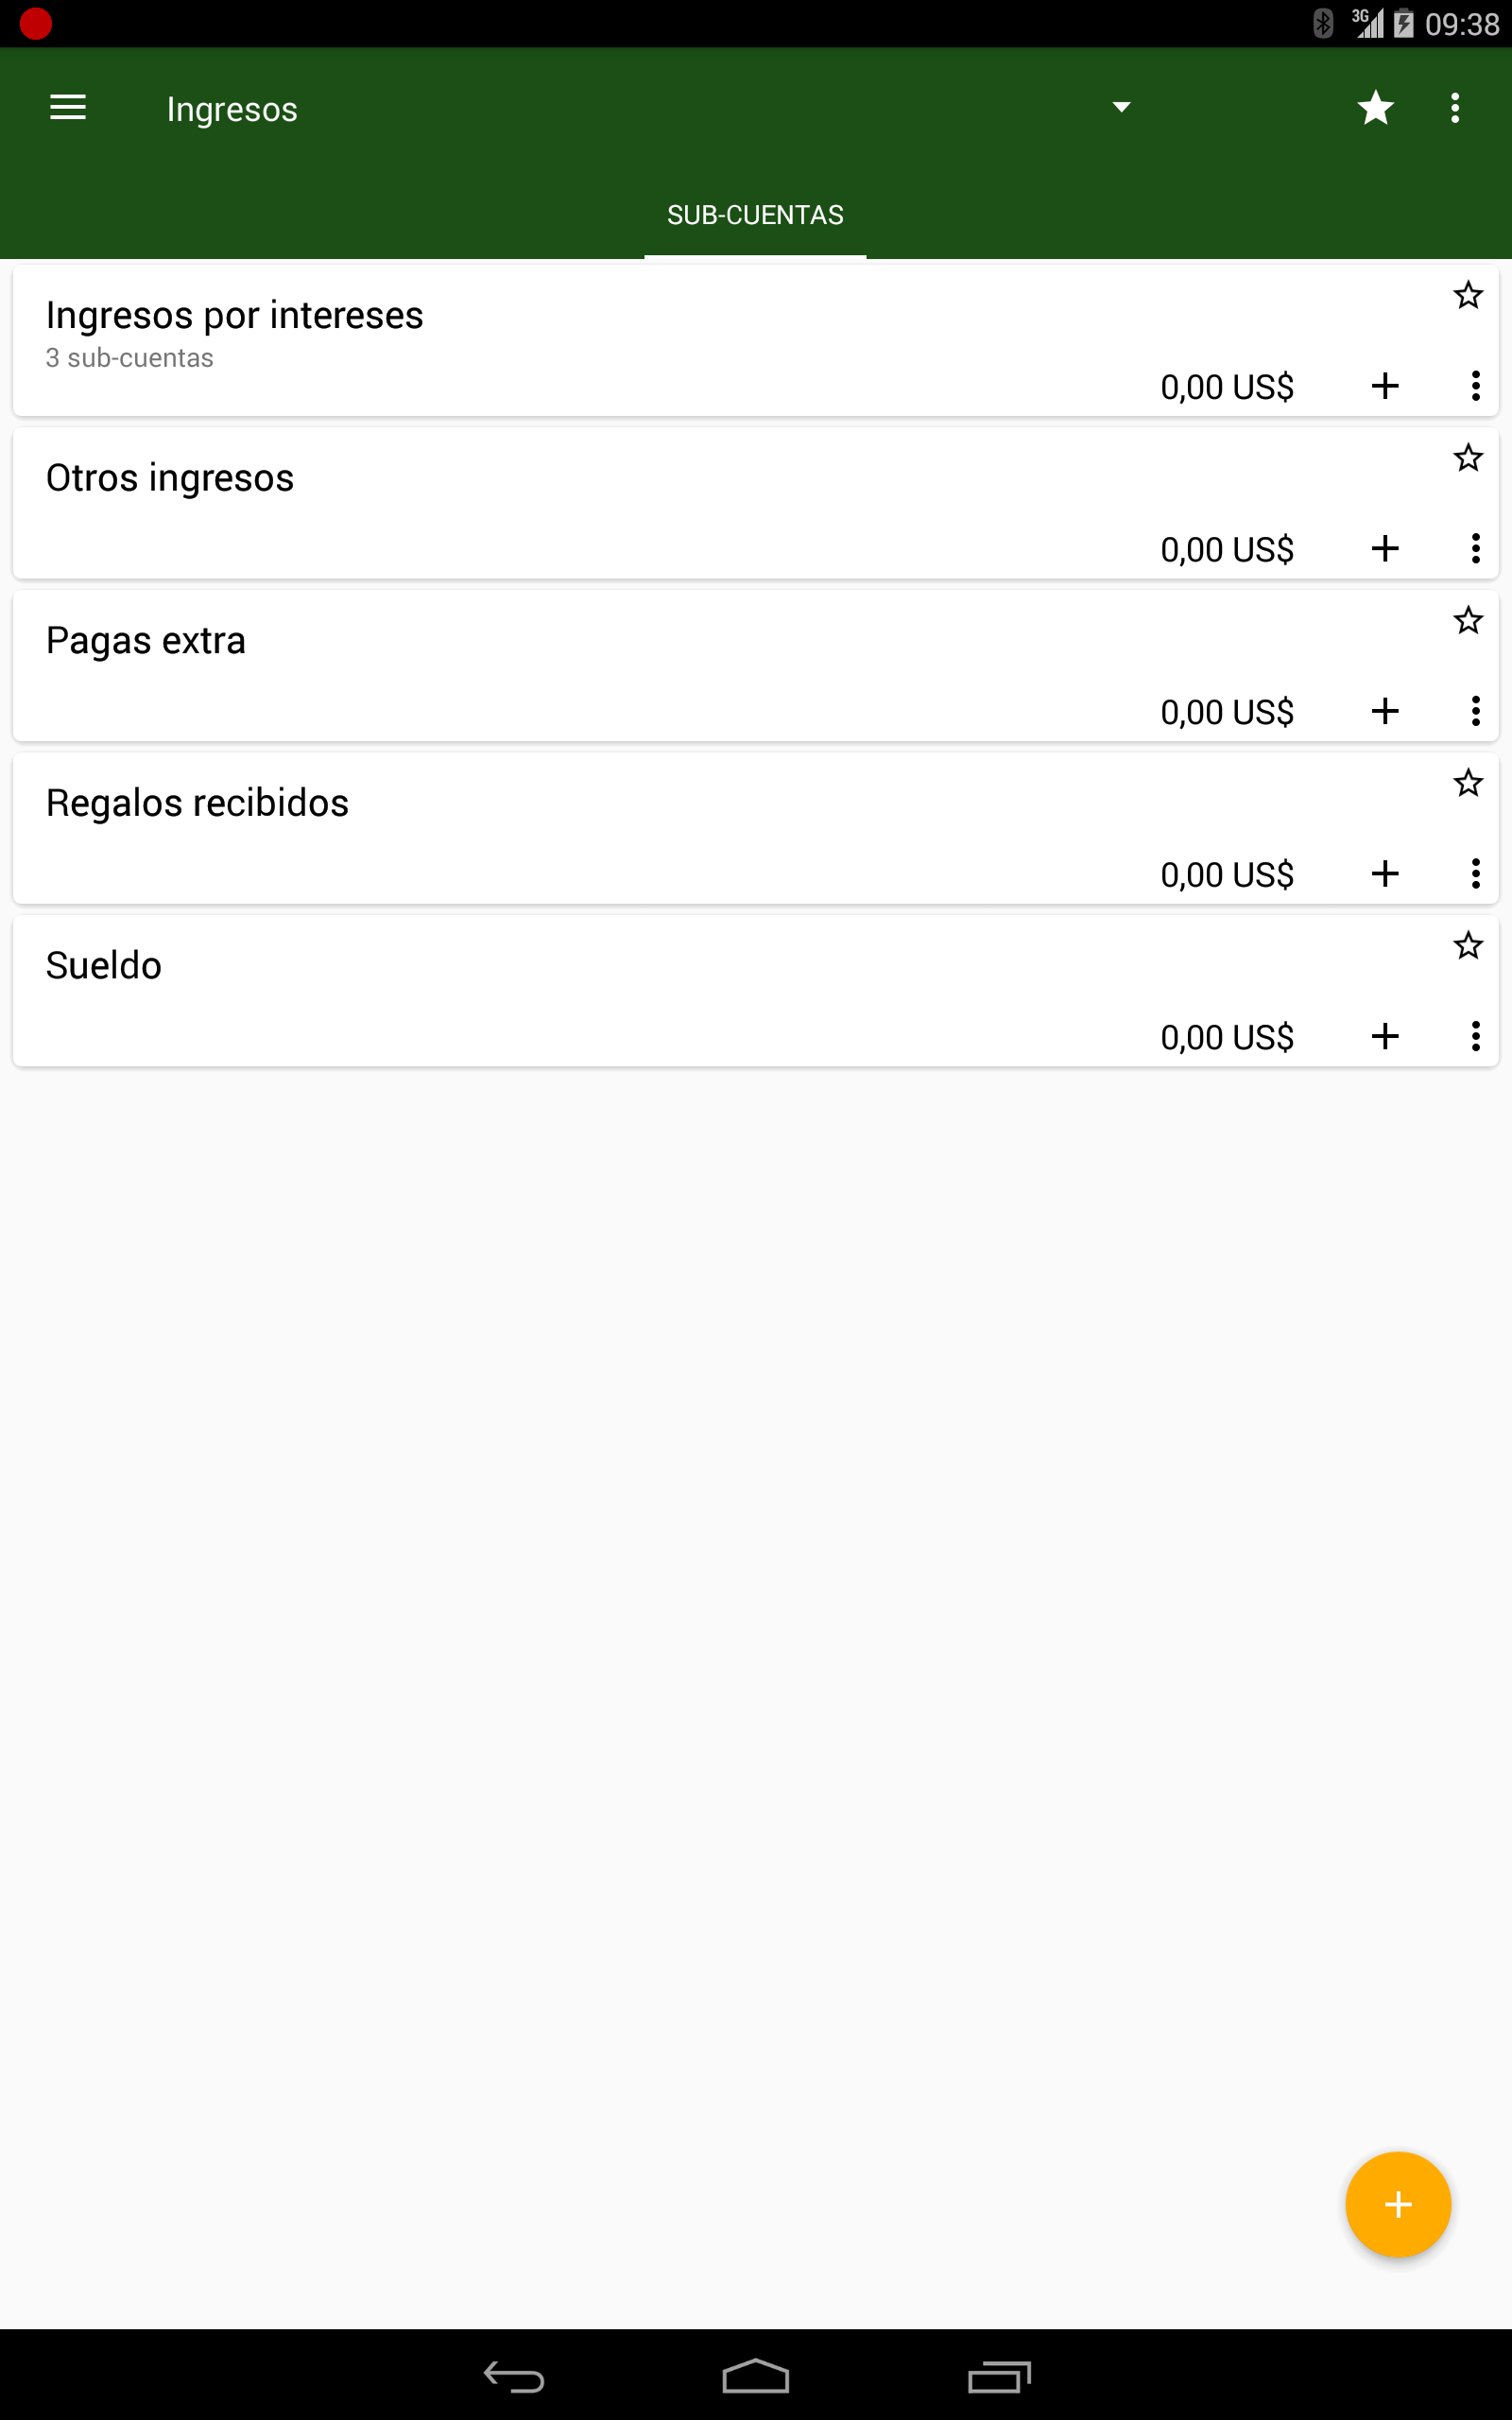 3G 09:38
Ingresos
SUB-CUENTAS
Ingresos por intereses
3 sub-cuentas
0,00 US$
Otros ingresos
0,00 US$
Pagas extra
0,00 US$
Regalos recibidos
0,00 US$
Sueldo
0,00 US$